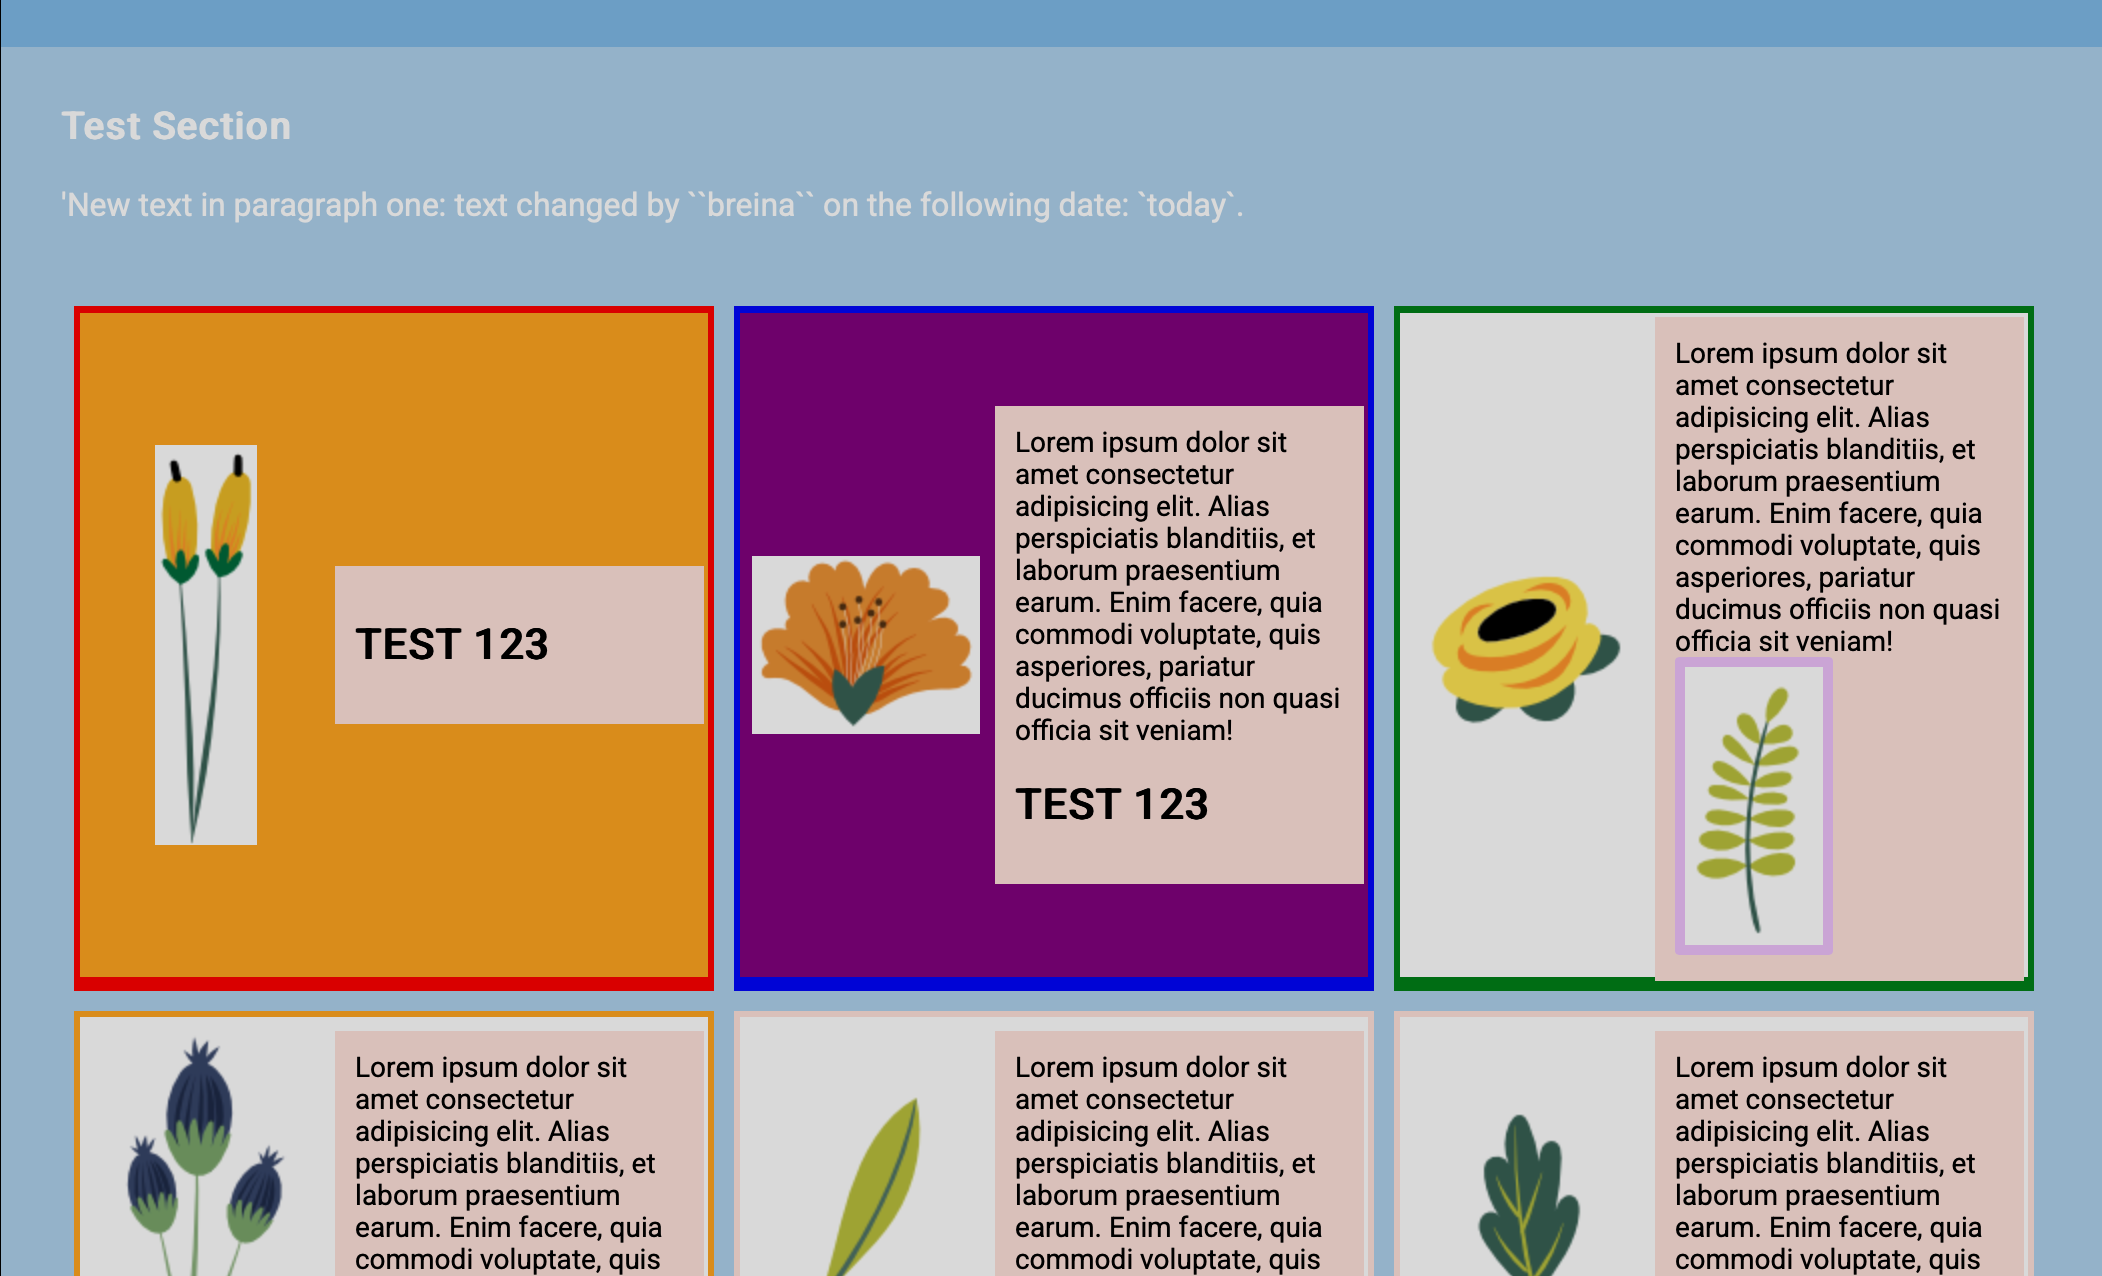 Test Section
'New text in paragraph one: text changed by ``breina`` on the following date: `today`.
TEST 123
Lorem ipsum dolor sit
amet consectetur
adipisicing elit. Alias
perspiciatis blanditiis, et
laborum praesentium
earum. Enim facere, quia
commodi voluptate, quis
asperiores, pariatur
ducimus officiis non quasi
officia sit veniam!
TEST 123
Lorem ipsum dolor sit
amet consectetur
adipisicing elit. Alias
perspiciatis blanditiis, et
laborum praesentium
earum. Enim facere, quia
commodi voluptate, quis
asperiores, pariatur
ducimus officiis non quasi
officia sit veniam!
Lorem ipsum dolor sit
amet consectetur
adipisicing elit. Alias
perspiciatis blanditiis, et
laborum praesentium
earum. Enim facere, quia
commodi voluptate, quis
Lorem ipsum dolor sit
amet consectetur
adipisicing elit. Alias
perspiciatis blanditiis, et
laborum praesentium
earum. Enim facere, quia
commodi voluptate, quis
Lorem ipsum dolor sit
amet consectetur
adipisicing elit. Alias
perspiciatis blanditiis, et
laborum praesentium
earum. Enim facere, quia
commodi voluptate, quis